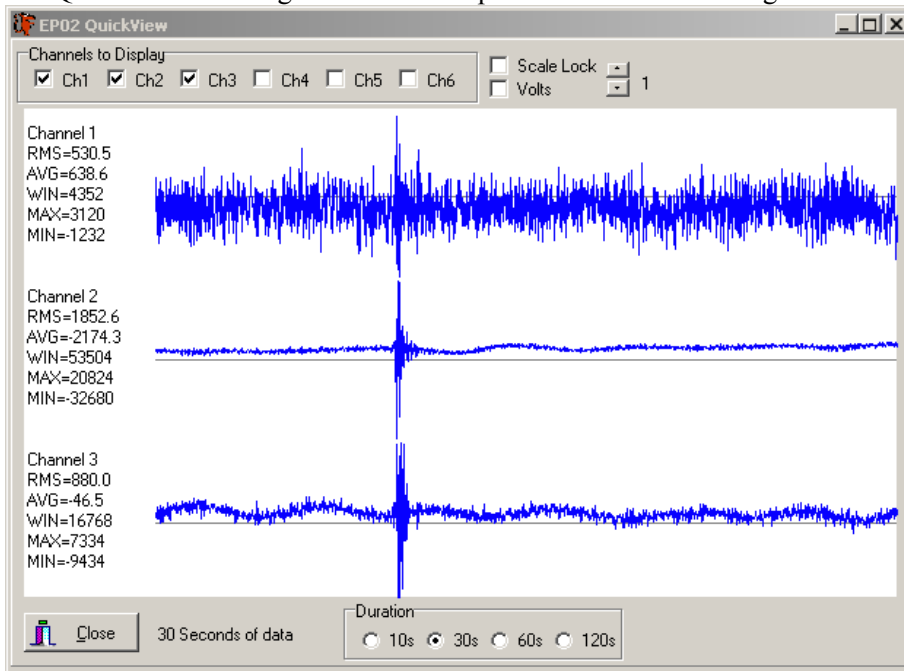 EP02 QuickView
Channels to Display
Ch1 Ch2 Ch3 Ch4 Ch5 Ch6
Scale Lock
Volts
1
Channel 1
RMS=530.5
AVG=638.6
WIN=4352
MAX=3120
MIN=-1232
Channel 2
RMS=1852.6
AVG=-2174.3
WIN=53504
MAX=20824
MIN=-32680
Channel 3
RMS=880.0
AVG=-46.5
WIN=16768
MAX=7334
MIN=-9434
Close
30 Seconds of data
Duration
10s 30s 60s 120s